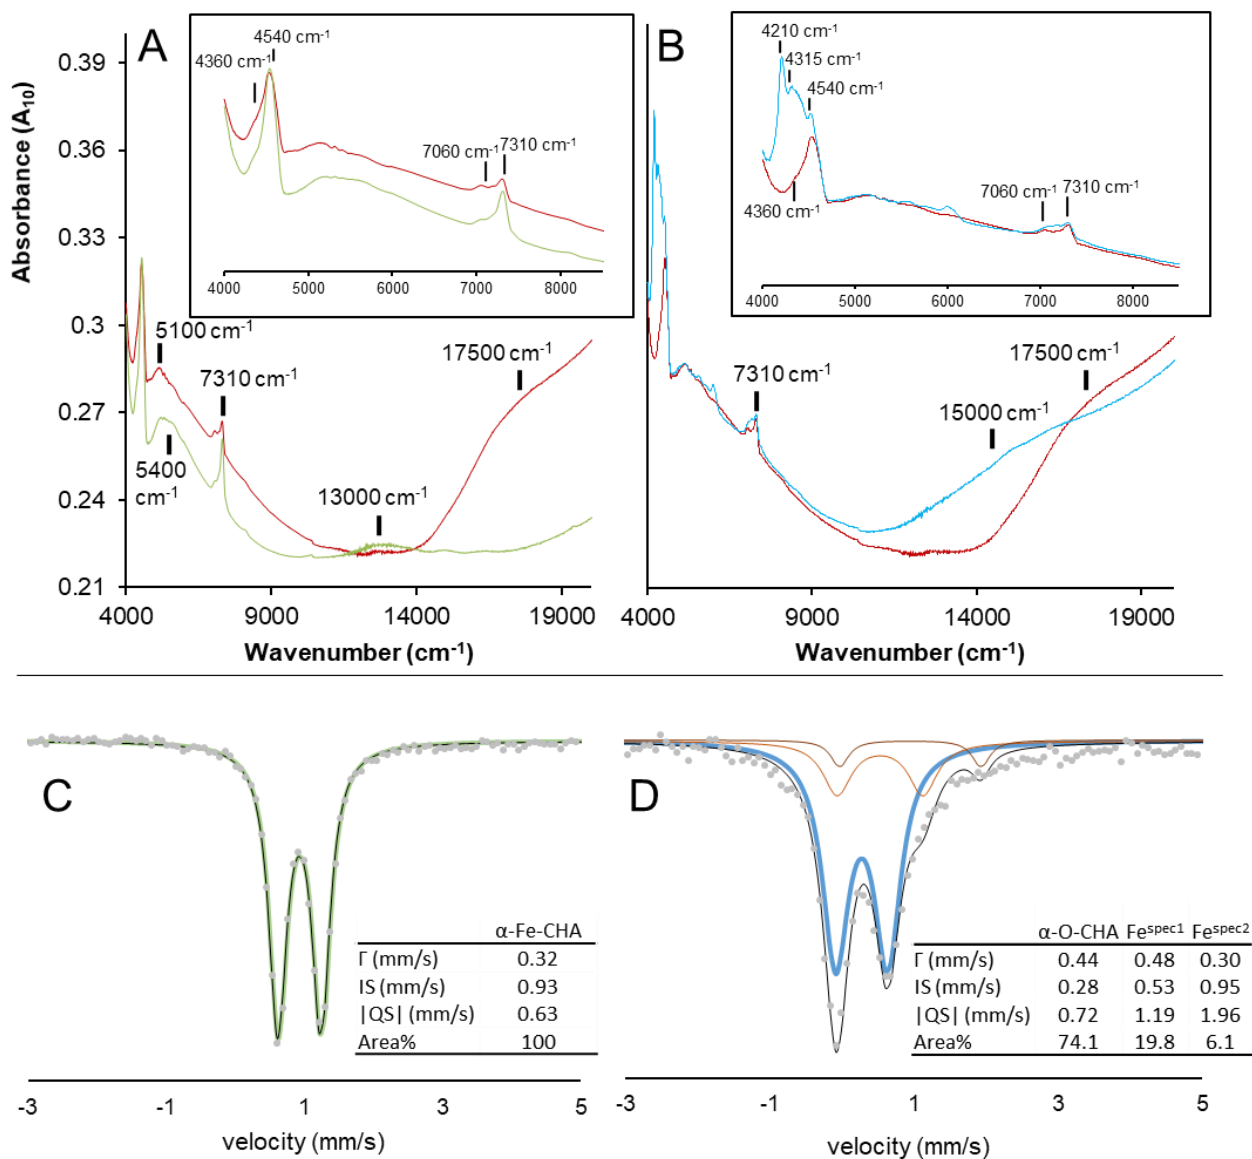 A
B
Absorbance (A10)
0.39
0.36
0.33
0.3
0.27
0.24
0.21
4540 cm-1
4360 cm-1
7060 cm-1
7310 cm-1
4000 5000 6000 7000 8000
5100 cm-1
7310 cm-1
17500 cm-1
5400
cm-1
13000 cm-1
4000 9000 14000 19000
Wavenumber (cm-1)
4210 cm-1
4315 cm-1
4540 cm-1
4360 cm-1
7060 cm-1
7310 cm-1
4000 5000 6000 7000 8000
17500 cm-1
7310 cm-1
15000 cm-1
4000 9000 14000 19000
Wavenumber (cm-1)
C
α-Fe-CHA
Γ (mm/s) 0.32
IS (mm/s) 0.93
|QS| (mm/s) 0.63
Area% 100
-3 -1 1 3 5
velocity (mm/s)
D
α-O-CHA Fespec1 Fespec2
Γ (mm/s) 0.44 0.48 0.30
IS (mm/s) 0.28 0.53 0.95
|QS| (mm/s) 0.72 1.19 1.96
Area% 74.1 19.8 6.1
-3 -1 1 3 5
velocity (mm/s)